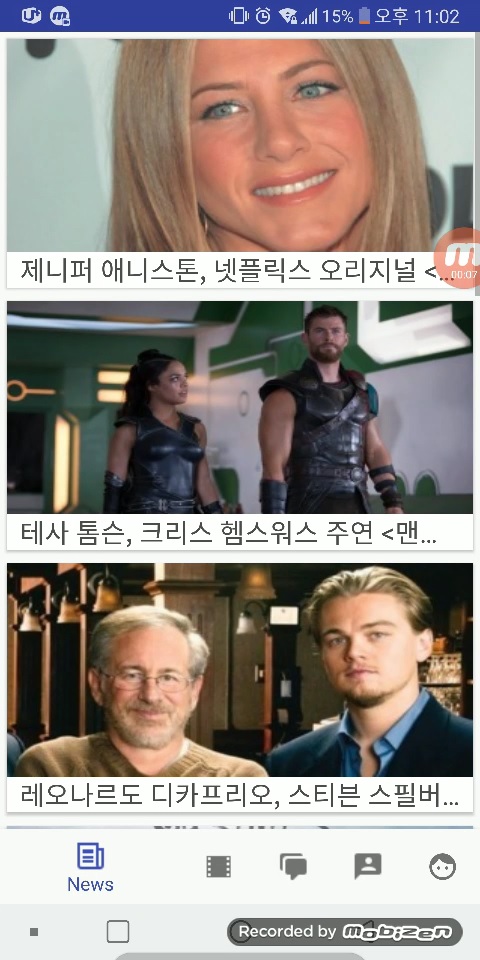 15% 오후 11:02
제니퍼 애니스톤, 넷플릭스 오리지널 <...
00:07
테사 톰슨, 크리스 헴스워스 주연 <맨...
레오나르도 디카프리오, 스티븐 스필버...
News
Recorded by Mobizen